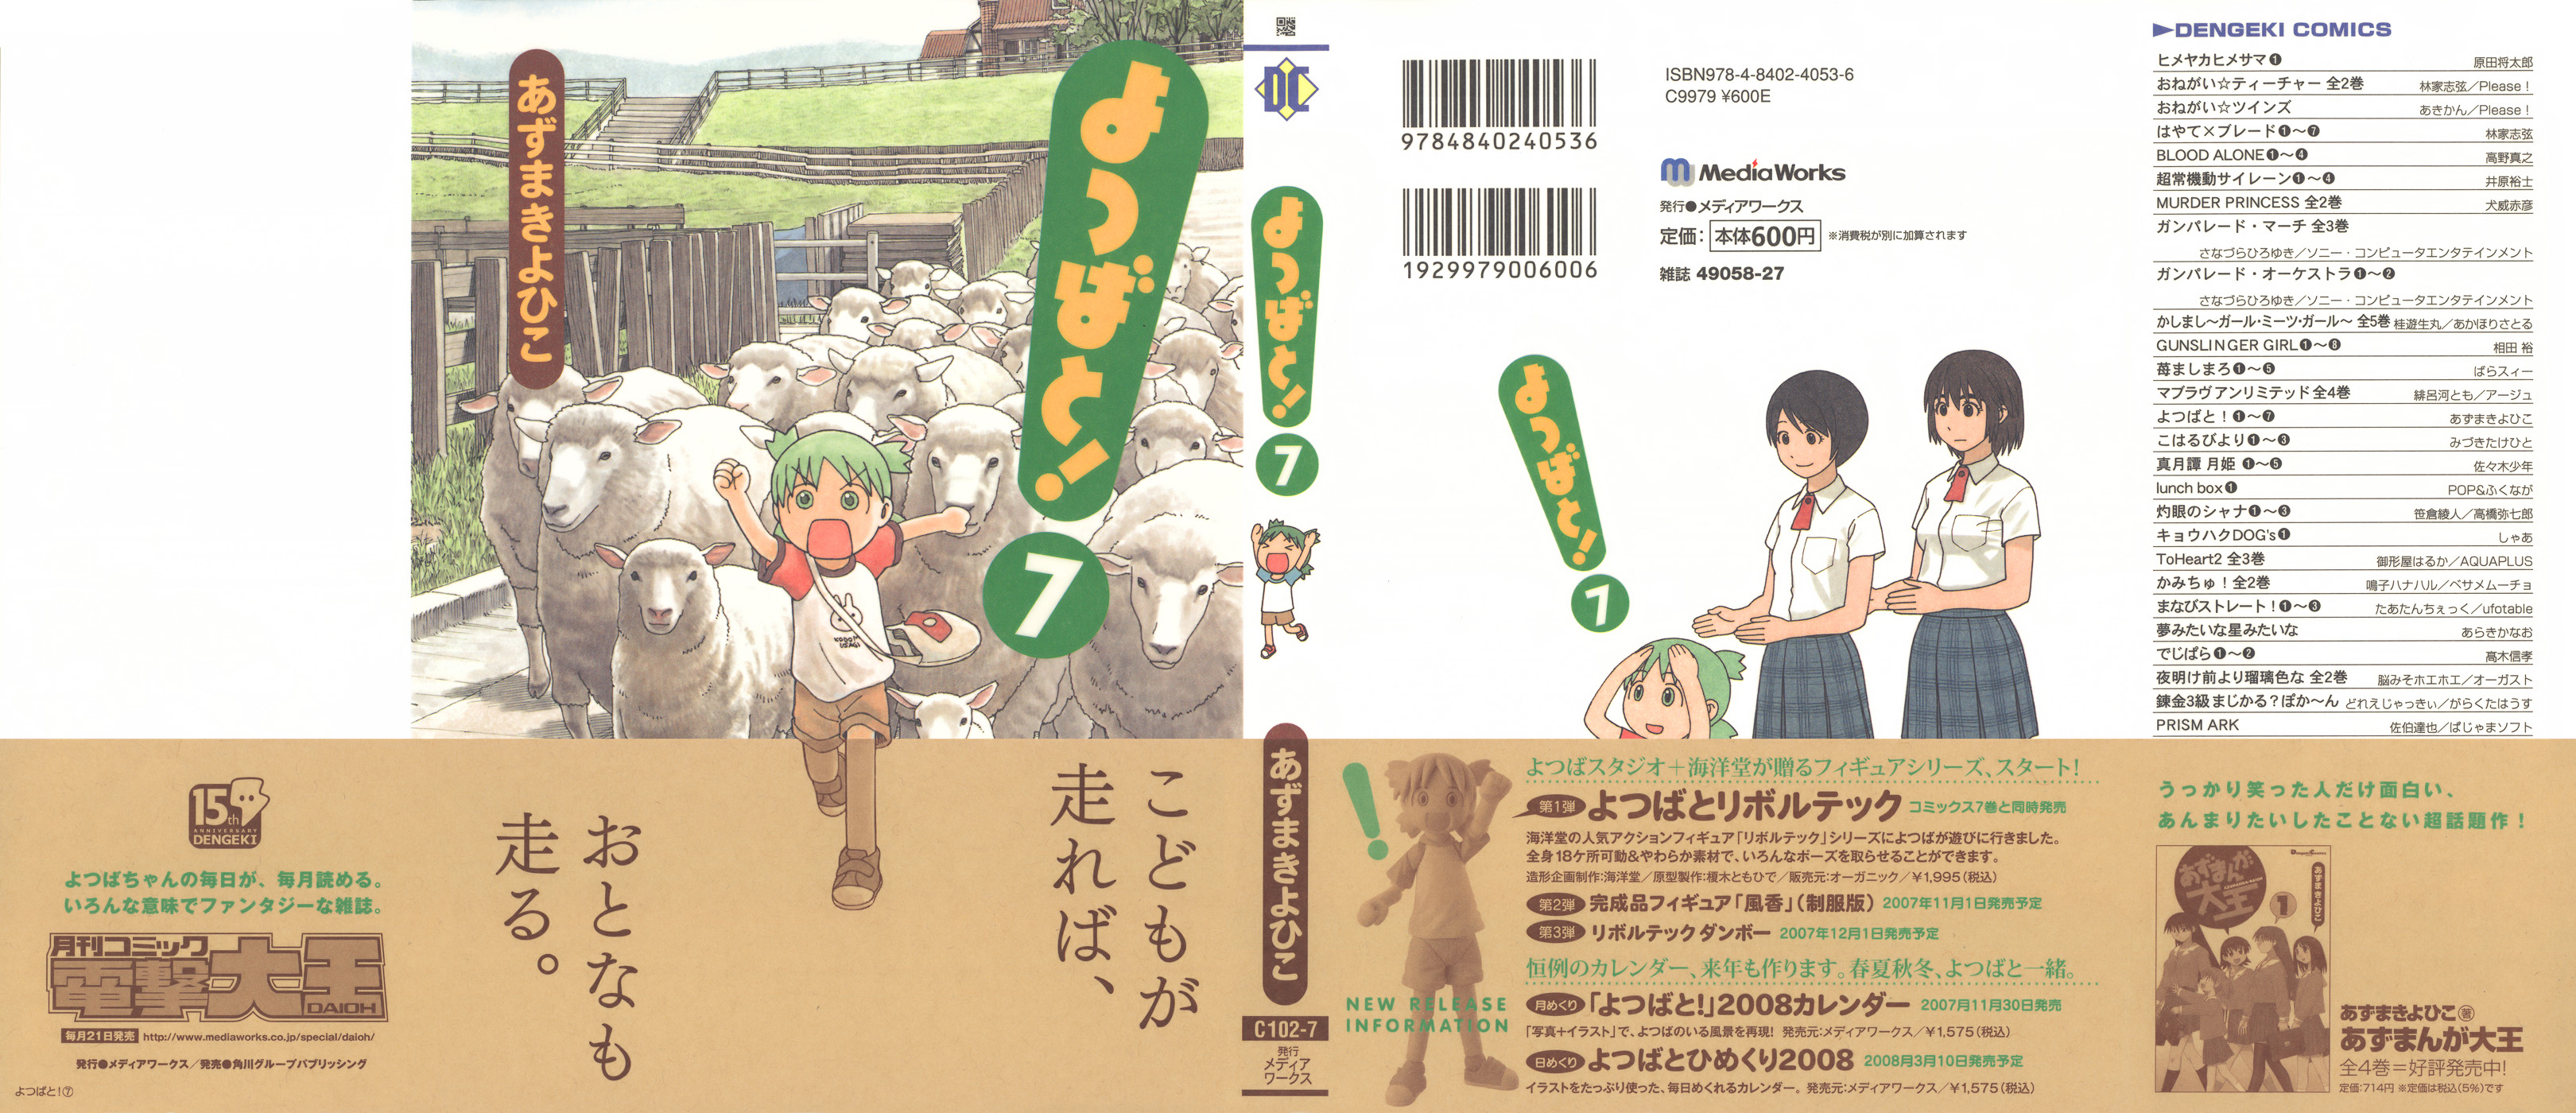 あずまきよひこ
よつばと!
7
こどもが
走れば、
おとなも
走る。
15th
ANNIVERSARY
DENGEKI
よつばちゃんの毎日が、毎月読める。
いろんな意味でファンタジーな雑誌。
月刊コミック
電撃大王
DAIOH
毎月21日発売 http://www.mediaworks.co.jp/special/daioh/
発行●メディアワークス／発売●角川グループパブリッシング
よつばと!⑦
KODOMO
USAGI
DC
よつばと!
7
あずまきよひこ
C102-7
発行
メディア
ワークス
9784840240536
1929979006006
ISBN978-4-8402-4053-6
C9979 ¥600E
MediaWorks
発行●メディアワークス
定価：本体600円 ※消費税が別に加算されます
雑誌 49058-27
よつばと!
7
よつばスタジオ＋海洋堂が贈るフィギュアシリーズ、スタート!
第1弾 よつばとリボルテック コミックス7巻と同時発売
海洋堂の人気アクションフィギュア「リボルテック」シリーズによつばが遊びに行きました。
全身18ケ所可動&やわらか素材で、いろんなポーズを取らせることができます。
造形企画制作:海洋堂／原型製作:榎木ともひで／販売元:オーガニック／¥1,995(税込)
第2弾 完成品フィギュア「風香」(制服版) 2007年11月1日発売予定
第3弾 リボルテックダンボー 2007年12月1日発売予定
恒例のカレンダー、来年も作ります。春夏秋冬、よつばと一緒。
NEW RELEASE
INFORMATION
月めくり 「よつばと!」2008カレンダー 2007月11月30日発売
「写真+イラスト」で、よつばのいる風景を再現! 発売元:メディアワークス／¥1,575(税込)
日めくり よつばとひめくり2008 2008月3月10日発売予定
イラストをたっぷり使った、毎日めくれるカレンダー。発売元:メディアワークス／¥1,575(税込)
▶DENGEKI COMICS
ヒメヤカヒメサマ❶ 原田将太郎
おねがい☆ティーチャー 全2巻 林家志弦／Please！
おねがい☆ツインズ あきかん／Please！
はやて×ブレード❶〜❼ 林家志弦
BLOOD ALONE❶〜❹ 高野真之
超常機動サイレーン❶〜❹ 井原裕士
MURDER PRINCESS 全2巻 犬威赤彦
ガンパレード・マーチ 全3巻
さなづらひろゆき／ソニー・コンピュータエンタテインメント
ガンパレード・オーケストラ❶〜❷
さなづらひろゆき／ソニー・コンピュータエンタテインメント
かしまし〜ガール・ミーツ・ガール〜 全5巻 桂遊生丸／あかほりさとる
GUNSLINGER GIRL❶〜❽ 相田 裕
苺ましまろ❶〜❺ ばらスィー
マブラヴ アンリミテッド 全4巻 緋呂河とも／アージュ
よつばと！❶〜❼ あずまきよひこ
こはるびより❶〜❸ みづきたけひと
真月譚 月姫 ❶〜❺ 佐々木少年
lunch box❶ POP&ふくなが
灼眼のシャナ❶〜❸ 笹倉綾人／高橋弥七郎
キョウハクDOG's❶ しゃあ
ToHeart2 全3巻 御形屋はるか／AQUAPLUS
かみちゅ！全2巻 鳴子ハナハル／ベサメムーチョ
まなびストレート！❶〜❸ たあたんちぇっく／ufotable
夢みたいな星みたいな あらきかなお
でじぱら❶〜❷ 高木信孝
夜明け前より瑠璃色な 全2巻 脳みそホエホエ／オーガスト
錬金3級 まじかる？ぽか〜ん どれえじゃっきぃ／がらくたはうす
PRISM ARK 佐伯達也／ぱじゃまソフト
うっかり笑った人だけ面白い、
あんまりたいしたことない超話題作！
あずまんが
大王
1
あずまきよひこ
あずまきよひこ㊟
あずまんが大王
全4巻＝好評発売中!
定価:714円 ※定価は税込(5%)です